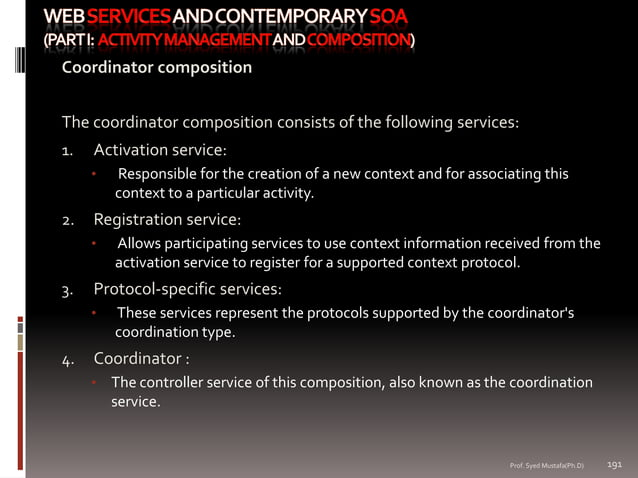 WEB SERVICES AND CONTEMPORARY SOA
(PART I: ACTIVITY MANAGEMENT AND COMPOSITION)
Coordinator composition
The coordinator composition consists of the following services:
1. Activation service:
• Responsible for the creation of a new context and for associating this
context to a particular activity.
2. Registration service:
• Allows participating services to use context information received from the
activation service to register for a supported context protocol.
3. Protocol-specific services:
• These services represent the protocols supported by the coordinator's
coordination type.
4. Coordinator :
• The controller service of this composition, also known as the coordination
service.
Prof. Syed Mustafa(Ph.D) 191